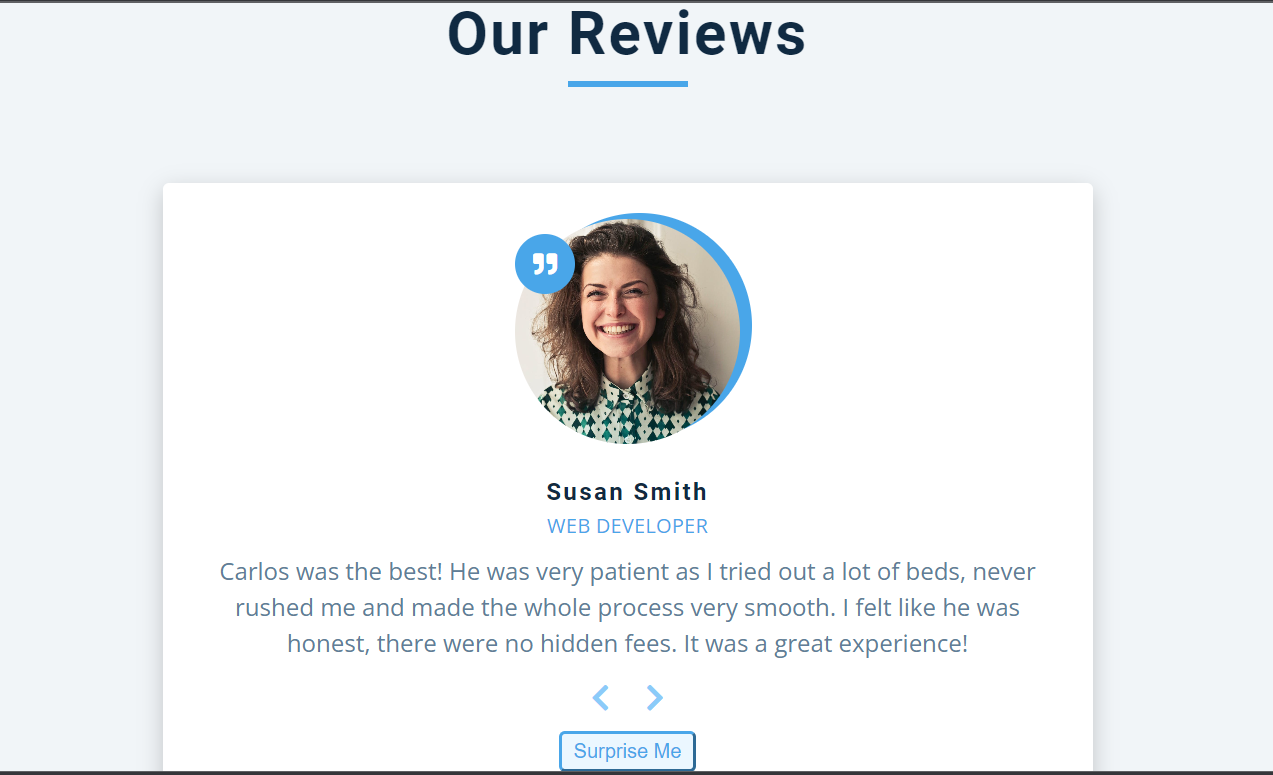 Our Reviews
Susan Smith
WEB DEVELOPER
Carlos was the best! He was very patient as I tried out a lot of beds, never
rushed me and made the whole process very smooth. I felt like he was
honest, there were no hidden fees. It was a great experience!
Surprise Me